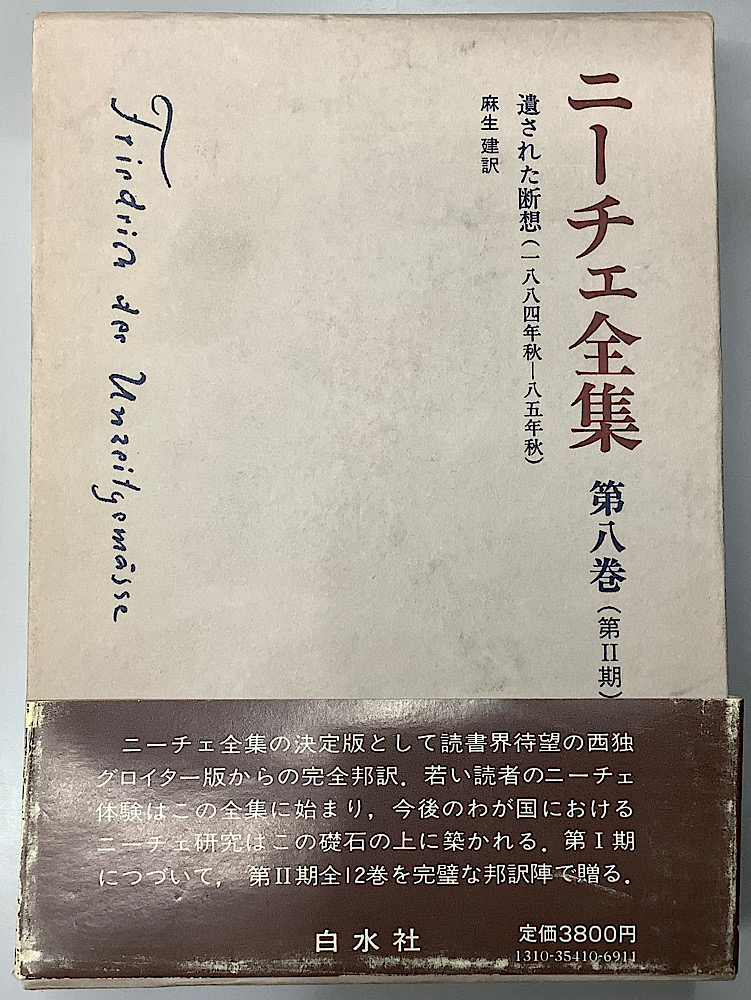 ニーチェ全集 第八巻(第II期)
遺された断想(一八八四年秋―八五年秋)
麻生 建訳
Friedrich der Unzeitgemässe
ニーチェ全集の決定版として読書界待望の西独
グロイター版からの完全邦訳．若い読者のニーチェ
体験はこの全集に始まり，今後のわが国における
ニーチェ研究はこの礎石の上に築かれる．第Ⅰ期
につづいて，第II期全12巻を完璧な邦訳陣で贈る．
白水社
定価3800円
1310-35410-6911